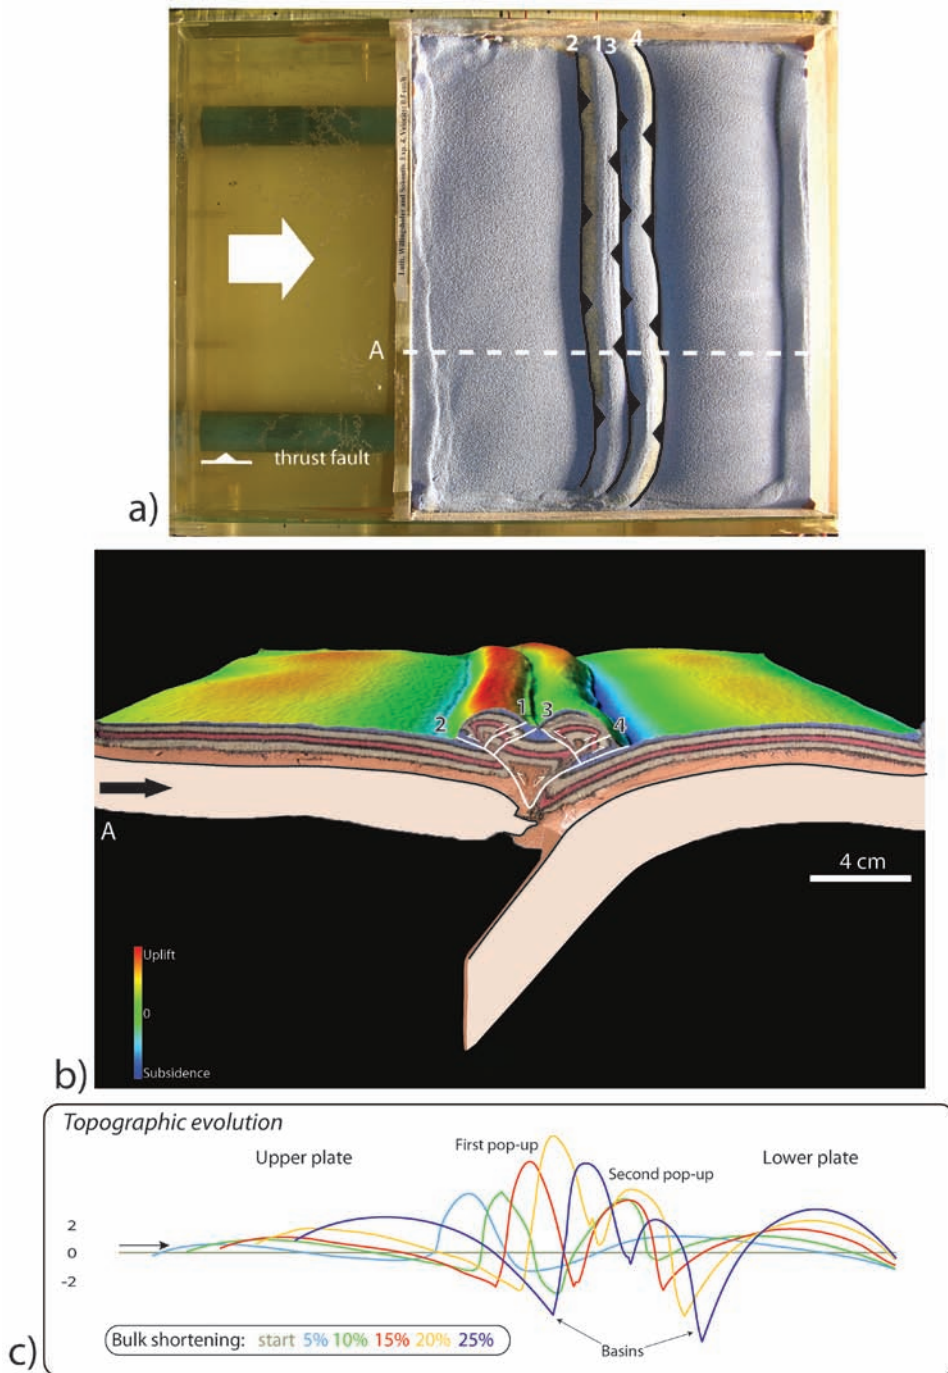 2 1 3 4
A
thrust fault
a)
1 3
2 4
A
4 cm
Uplift
0
Subsidence
b)
Topographic evolution
Upper plate
First pop-up
Second pop-up
Lower plate
2
0
-2
Bulk shortening: start 5% 10% 15% 20% 25%
Basins
c)